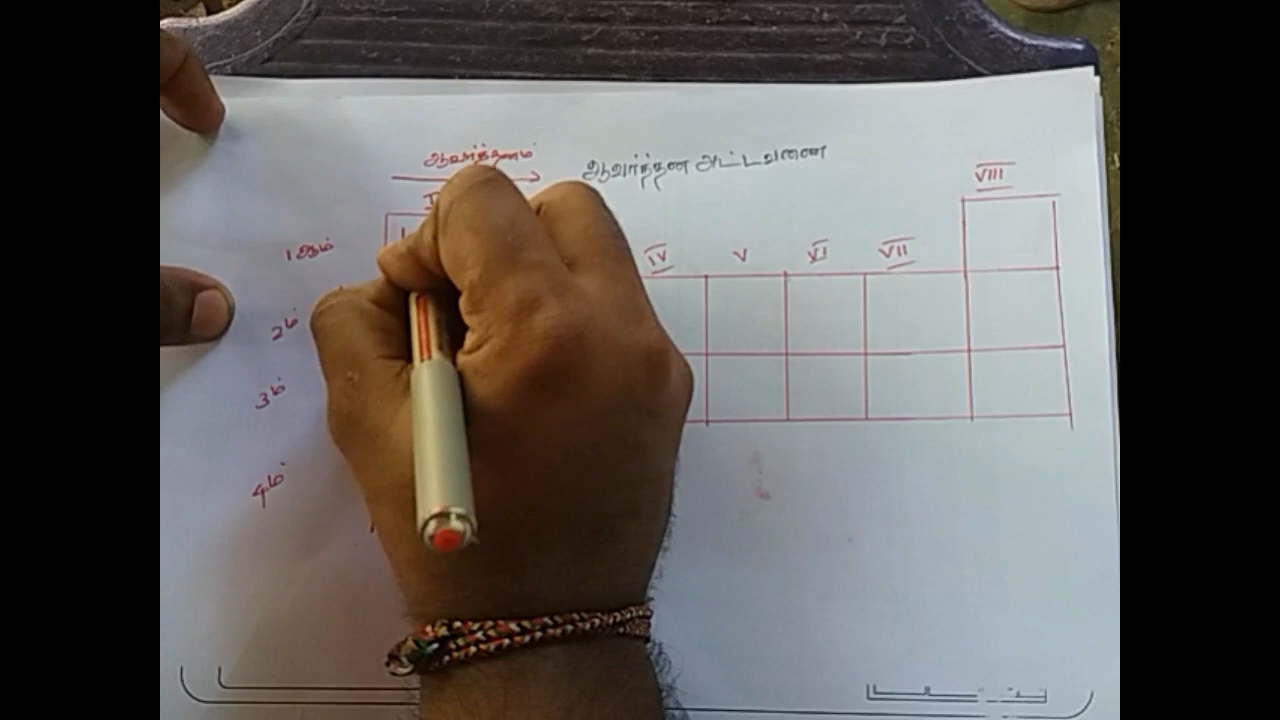 ஆவர்த்தனம்
ஆவர்த்தன அட்டவணை
VIII
I
1ஆம்
IV V VI VII
2ம்
3ம்
4ம்